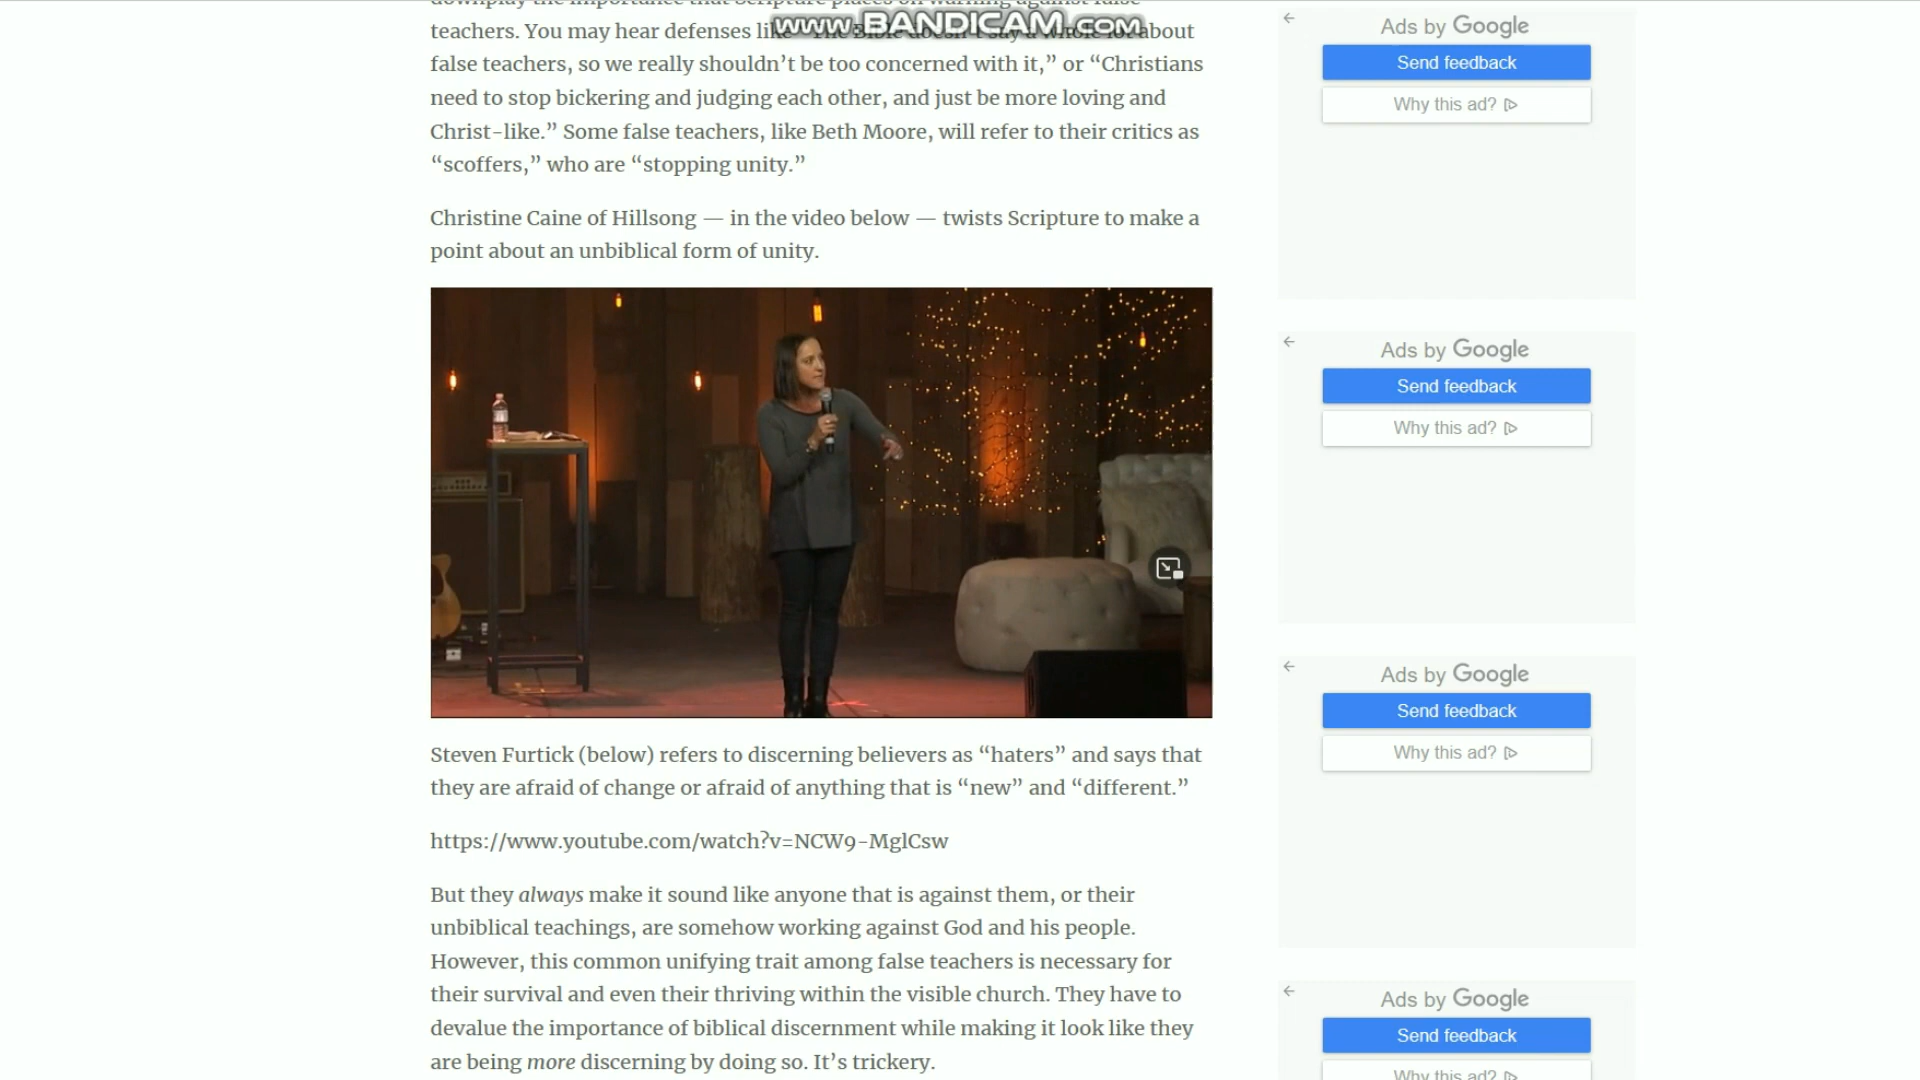 downplay the importance that Scripture places on warning against false
www.BANDICAM.com
teachers. You may hear defenses like “The Bible doesn’t say a whole lot about
false teachers, so we really shouldn’t be too concerned with it,” or “Christians
need to stop bickering and judging each other, and just be more loving and
Christ-like.” Some false teachers, like Beth Moore, will refer to their critics as
“scoffers,” who are “stopping unity.”
Christine Caine of Hillsong — in the video below — twists Scripture to make a
point about an unbiblical form of unity.
Steven Furtick (below) refers to discerning believers as “haters” and says that
they are afraid of change or afraid of anything that is “new” and “different.”
https://www.youtube.com/watch?v=NCW9-MglCsw
But they always make it sound like anyone that is against them, or their
unbiblical teachings, are somehow working against God and his people.
However, this common unifying trait among false teachers is necessary for
their survival and even their thriving within the visible church. They have to
devalue the importance of biblical discernment while making it look like they
are being more discerning by doing so. It’s trickery.
Ads by Google
Send feedback
Why this ad?
Ads by Google
Send feedback
Why this ad?
Ads by Google
Send feedback
Why this ad?
Ads by Google
Send feedback
Why this ad?